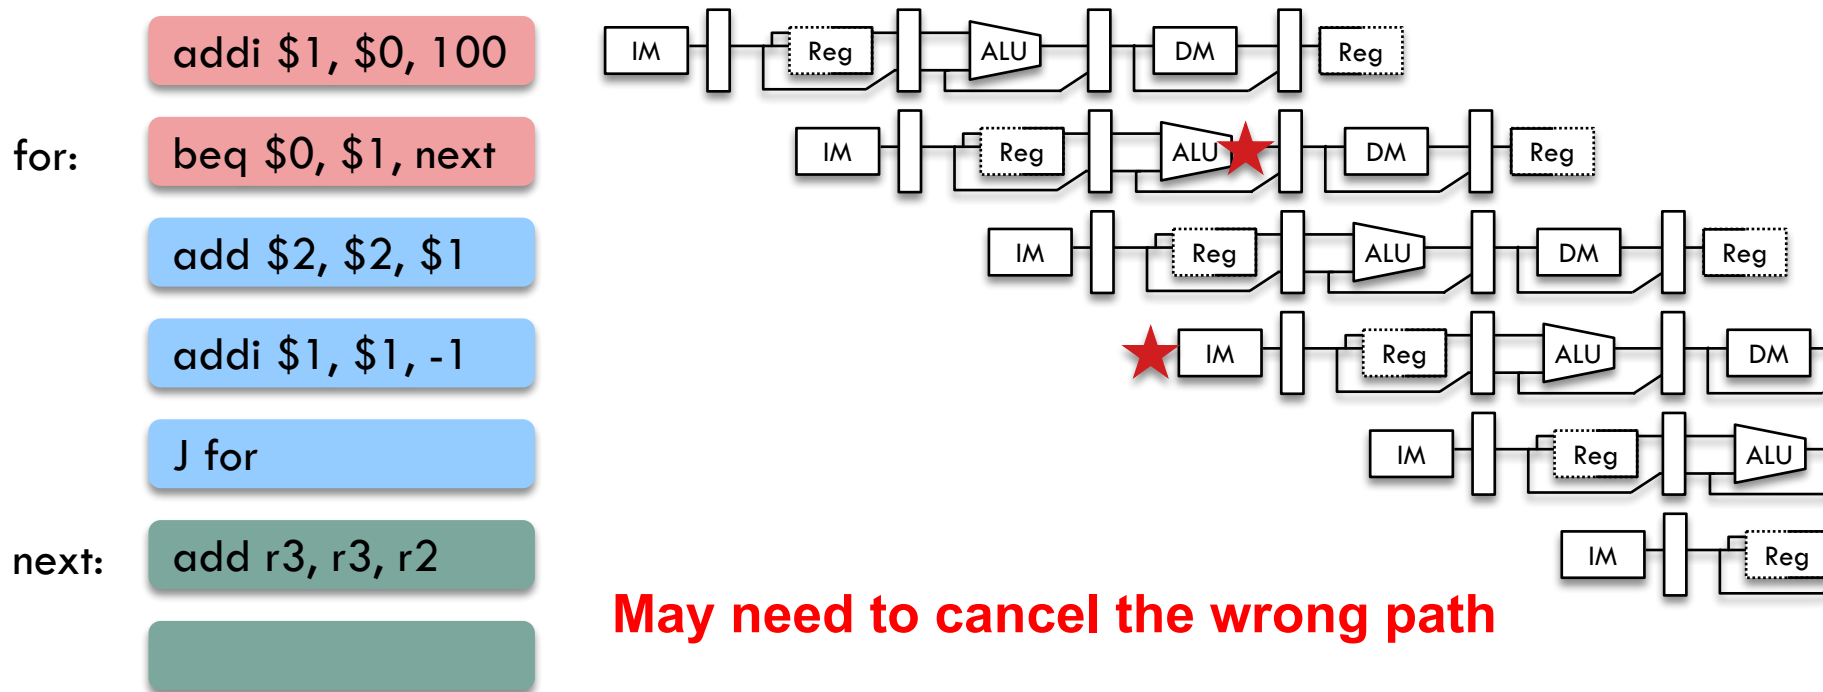 addi $1, $0, 100
IM Reg ALU DM Reg
for: beq $0, $1, next
IM Reg ALU DM Reg
add $2, $2, $1
IM Reg ALU DM Reg
addi $1, $1, -1
IM Reg ALU DM
J for
IM Reg ALU
next: add r3, r3, r2
IM Reg
May need to cancel the wrong path